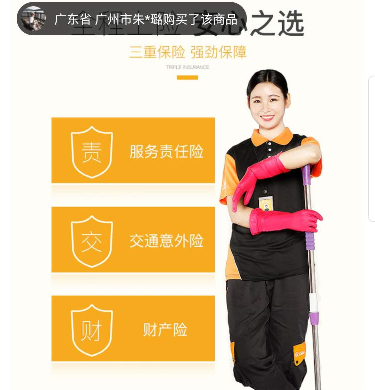 广东省 广州市朱*璐购买了该商品
安心之选
三重保险 强劲保障
TRIPLE INSURANCE
责 服务责任险
交 交通意外险
财 财产险